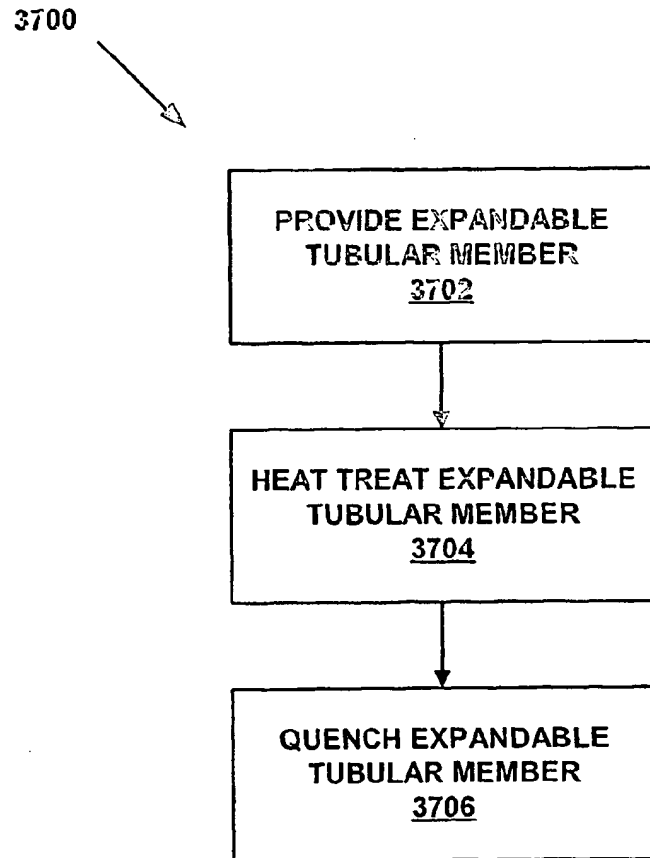 3700
PROVIDE EXPANDABLE
TUBULAR MEMBER
3702
HEAT TREAT EXPANDABLE
TUBULAR MEMBER
3704
QUENCH EXPANDABLE
TUBULAR MEMBER
3706